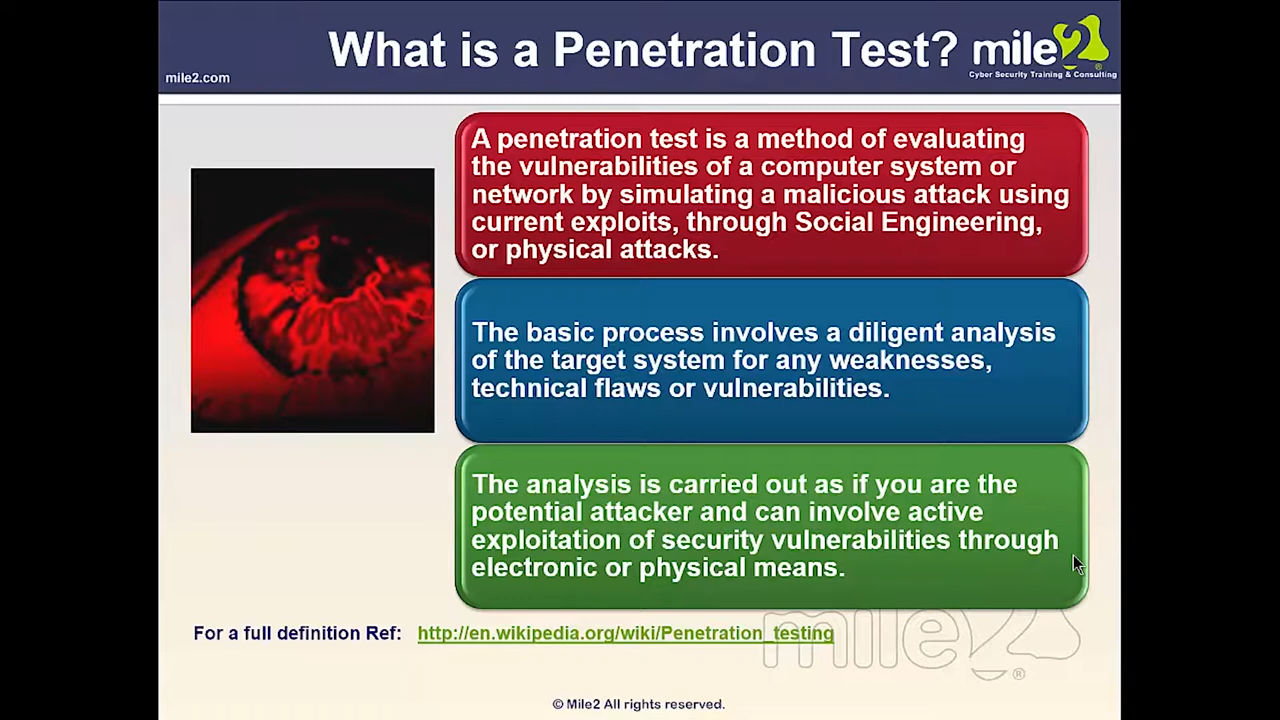 What is a Penetration Test?
mile2
Cyber Security Training & Consulting
mile2.com
A penetration test is a method of evaluating
the vulnerabilities of a computer system or
network by simulating a malicious attack using
current exploits, through Social Engineering,
or physical attacks.
The basic process involves a diligent analysis
of the target system for any weaknesses,
technical flaws or vulnerabilities.
The analysis is carried out as if you are the
potential attacker and can involve active
exploitation of security vulnerabilities through
electronic or physical means.
For a full definition Ref: http://en.wikipedia.org/wiki/Penetration_testing
mile2®
© Mile2 All rights reserved.